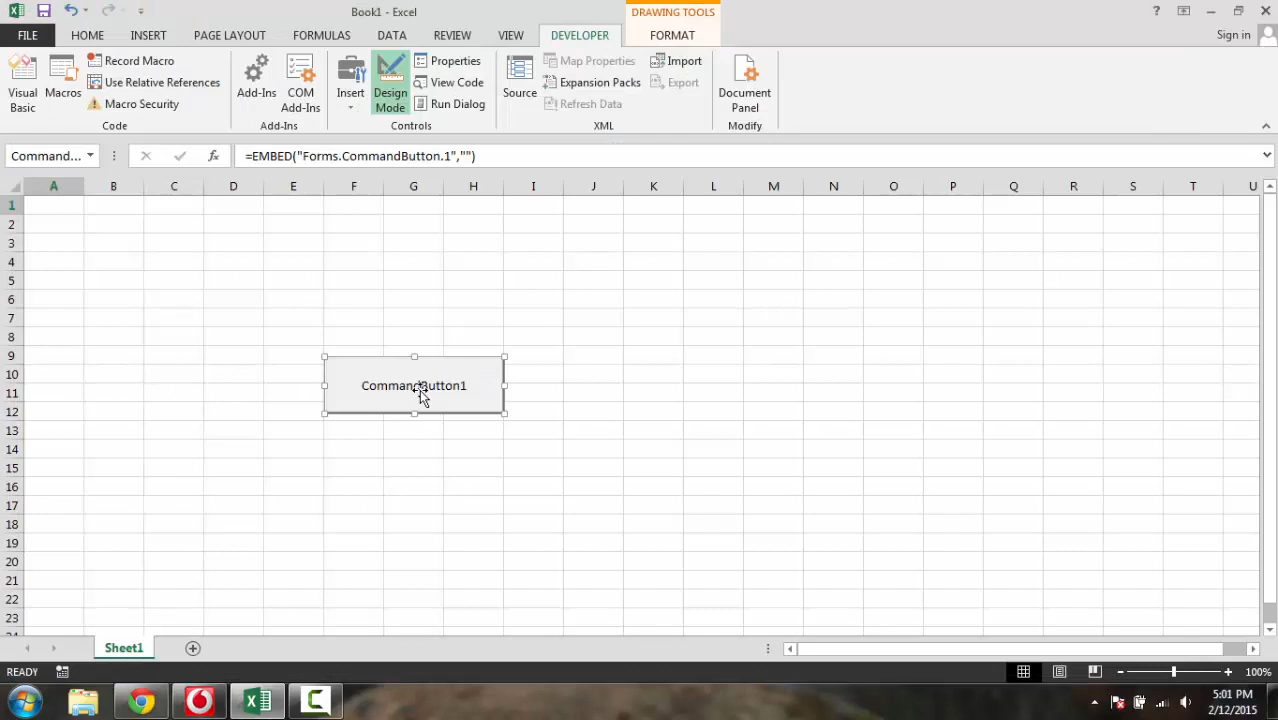 Book1 - Excel
DRAWING TOOLS
?
FILE
HOME
INSERT
PAGE LAYOUT
FORMULAS
DATA
REVIEW
VIEW
DEVELOPER
FORMAT
Sign in
Visual Basic
Macros
Record Macro
Use Relative References
Macro Security
Code
Add-Ins
COM Add-Ins
Add-Ins
Insert
Design Mode
Properties
View Code
Run Dialog
Controls
Source
Map Properties
Expansion Packs
Refresh Data
Import
Export
XML
Document Panel
Modify
Command...
fx
=EMBED("Forms.CommandButton.1","")
A B C D E F G H I J K L M N O P Q R S T U
1
2
3
4
5
6
7
8
9
10
11
12
13
14
15
16
17
18
19
20
21
22
23
24
CommandButton1
Sheet1
READY
100%
5:01 PM
2/12/2015